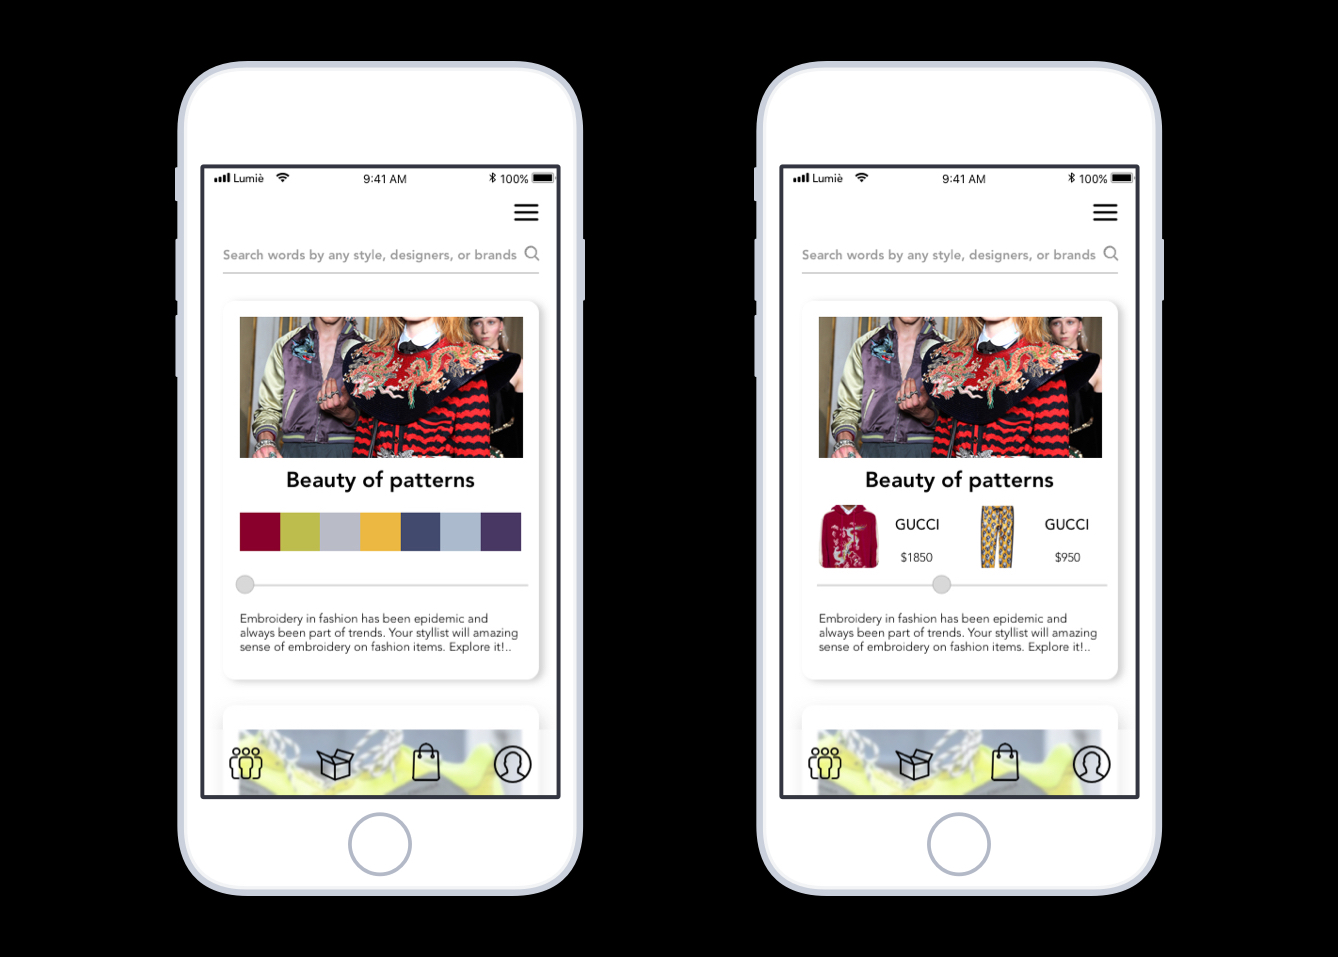 Lumiè 9:41 AM 100%
Search words by any style, designers, or brands
Beauty of patterns
Embroidery in fashion has been epidemic and
always been part of trends. Your styllist will amazing
sense of embroidery on fashion items. Explore it!..
Lumiè 9:41 AM 100%
Search words by any style, designers, or brands
Beauty of patterns
GUCCI GUCCI
$1850 $950
Embroidery in fashion has been epidemic and
always been part of trends. Your styllist will amazing
sense of embroidery on fashion items. Explore it!..